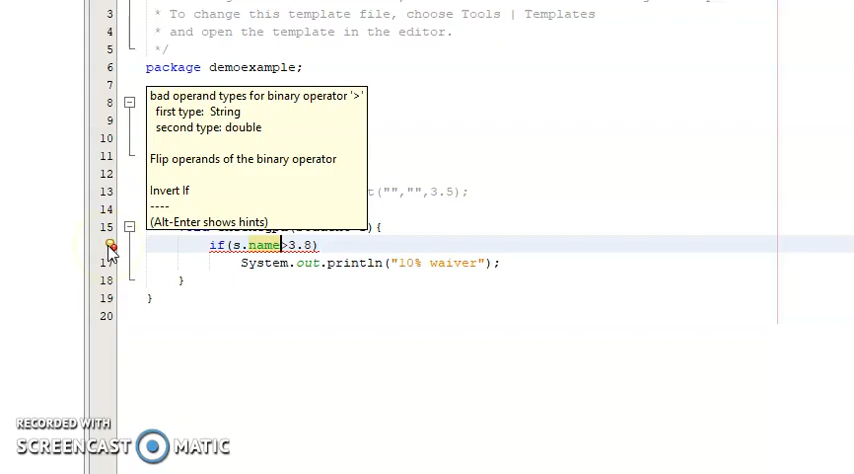 3
* To change this template file, choose Tools | Templates
4
* and open the template in the editor.
5
*/
6
package demoexample;
7
bad operand types for binary operator '>'
8
first type: String
9
second type: double
10
Flip operands of the binary operator
11
12
Invert If
13
t("","",3.5);
----
14
(Alt-Enter shows hints)
15
){
if(s.name>3.8)
17
System.out.println("10% waiver");
18
}
19
}
20
RECORDED WITH
SCREENCAST MATIC